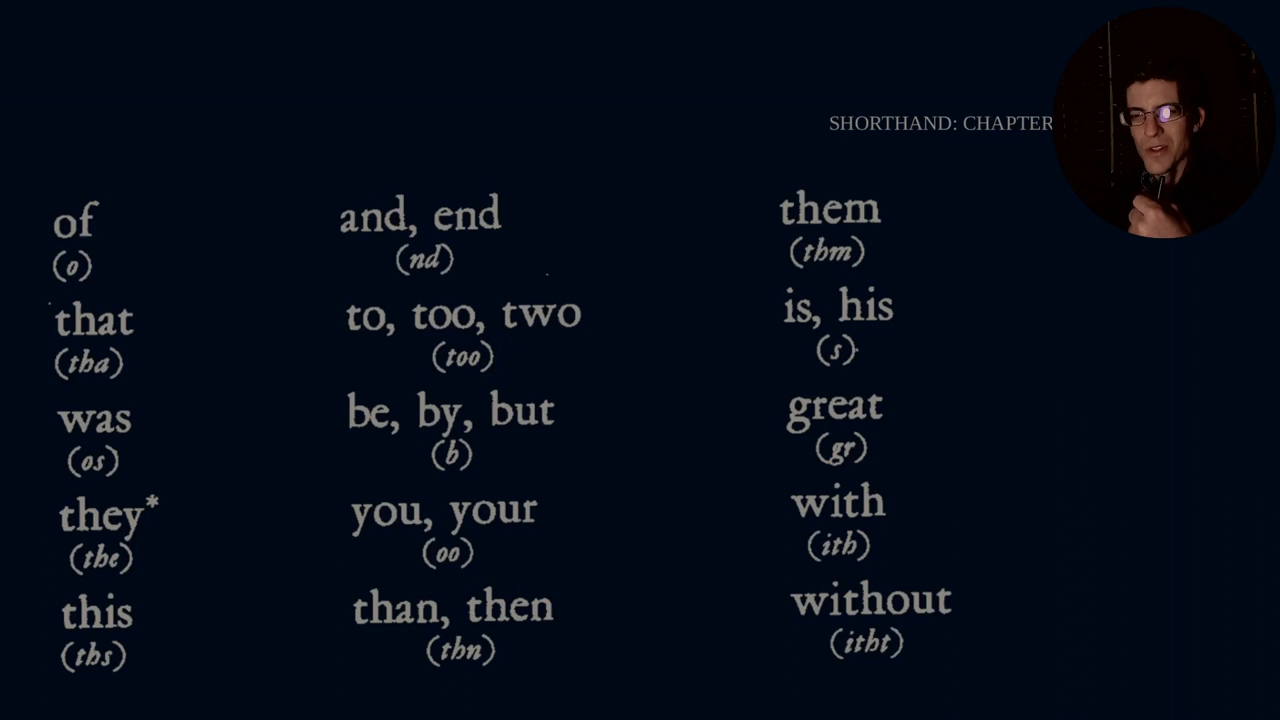 SHORTHAND: CHAPTER
of
(o)
that
(tha)
was
(os)
they*
(the)
this
(ths)
and, end
(nd)
to, too, two
(too)
be, by, but
(b)
you, your
(oo)
than, then
(thn)
them
(thm)
is, his
(s)
great
(gr)
with
(ith)
without
(itht)